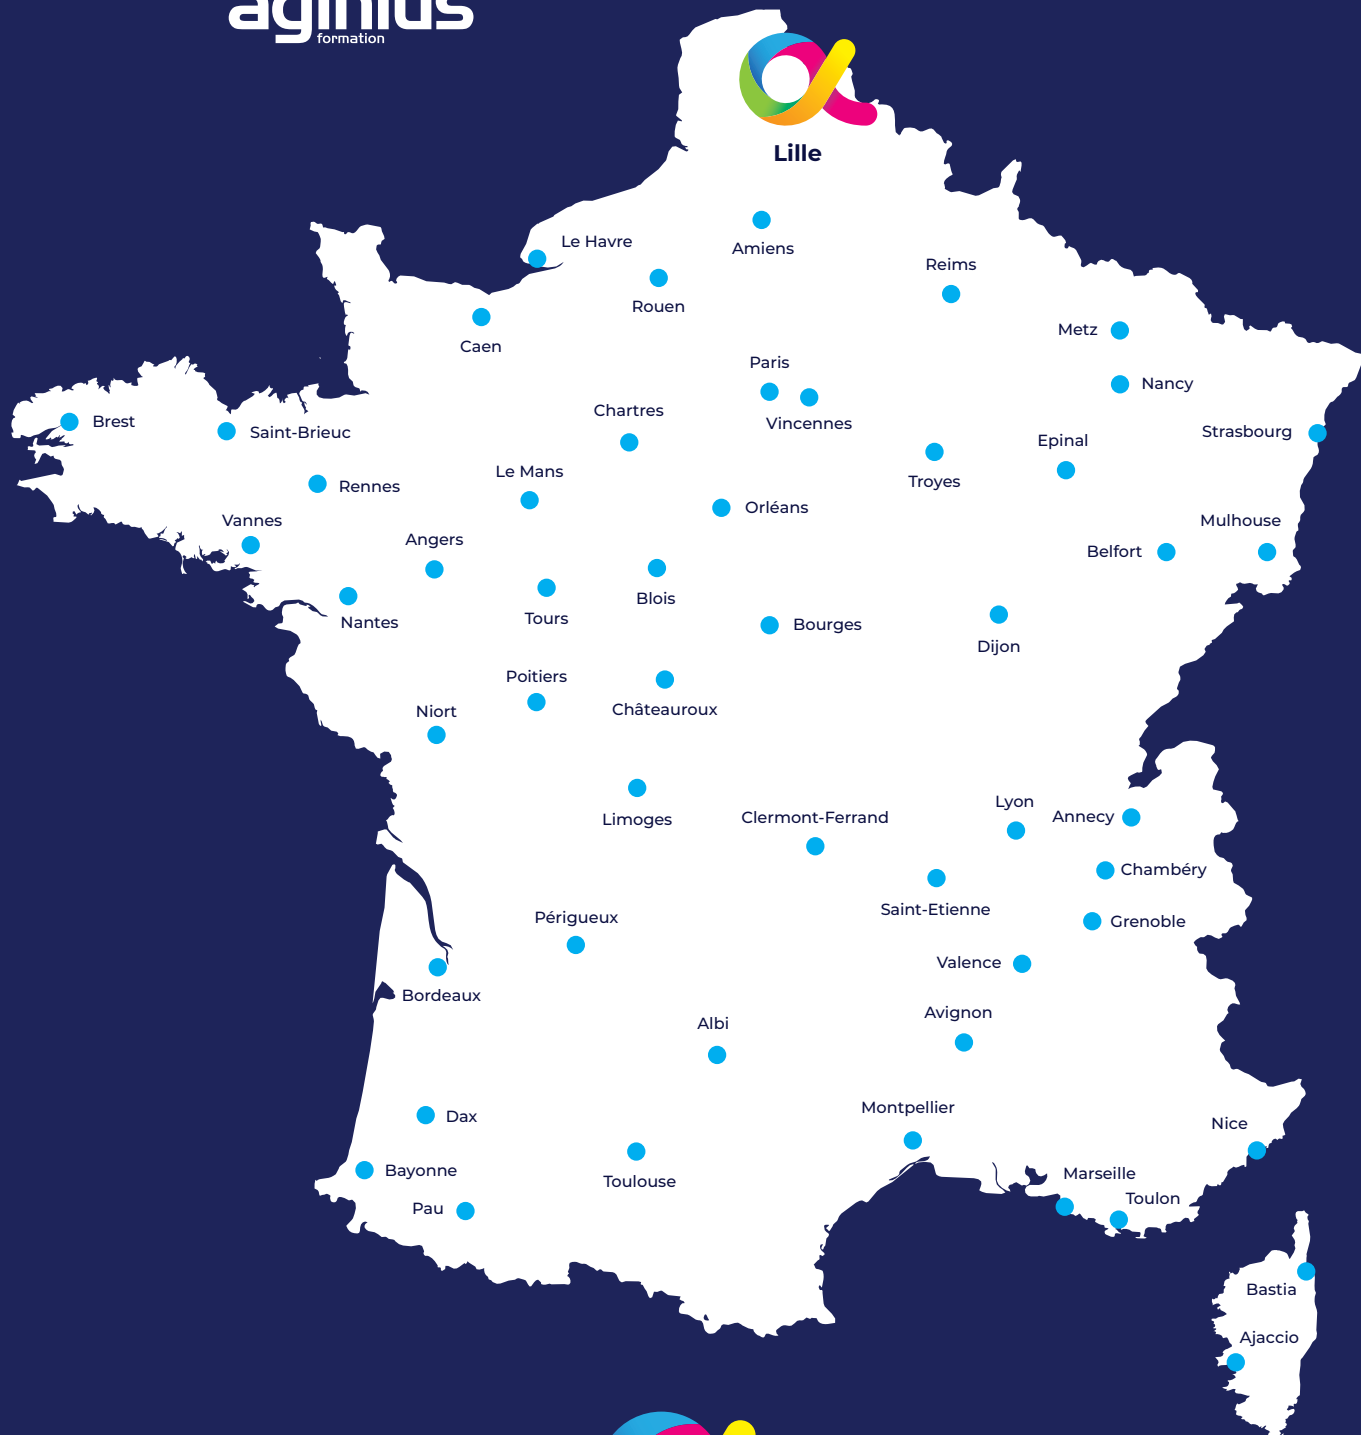 aginius
formation
Lille
Le Havre
Amiens
Reims
Rouen
Metz
Caen
Paris
Nancy
Chartres
Vincennes
Brest
Saint-Brieuc
Strasbourg
Epinal
Le Mans
Troyes
Rennes
Orléans
Vannes
Mulhouse
Angers
Belfort
Blois
Tours
Nantes
Bourges
Dijon
Poitiers
Châteauroux
Niort
Lyon
Limoges
Clermont-Ferrand
Annecy
Chambéry
Saint-Etienne
Périgueux
Grenoble
Valence
Bordeaux
Avignon
Albi
Montpellier
Dax
Nice
Bayonne
Marseille
Toulouse
Toulon
Pau
Bastia
Ajaccio